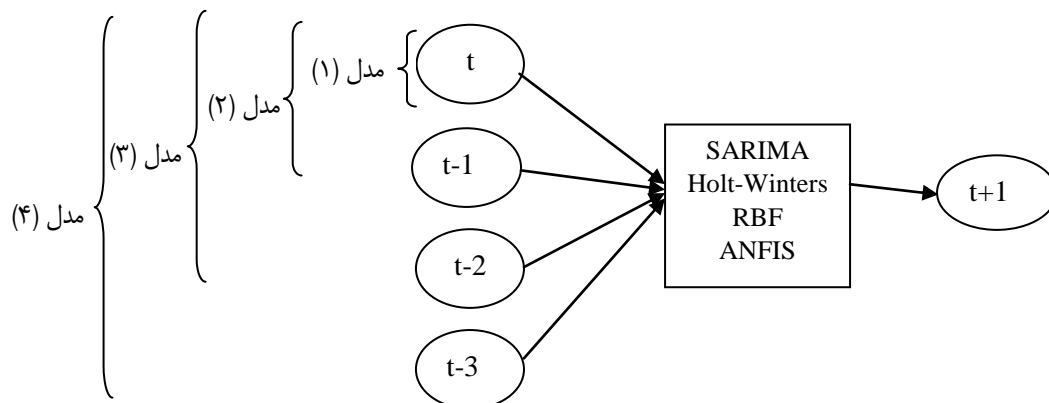 t
مدل (۱)
مدل (۲)
مدل (۳)
مدل (۴)
t-1
t-2
t-3
SARIMA
Holt-Winters
RBF
ANFIS
t+1